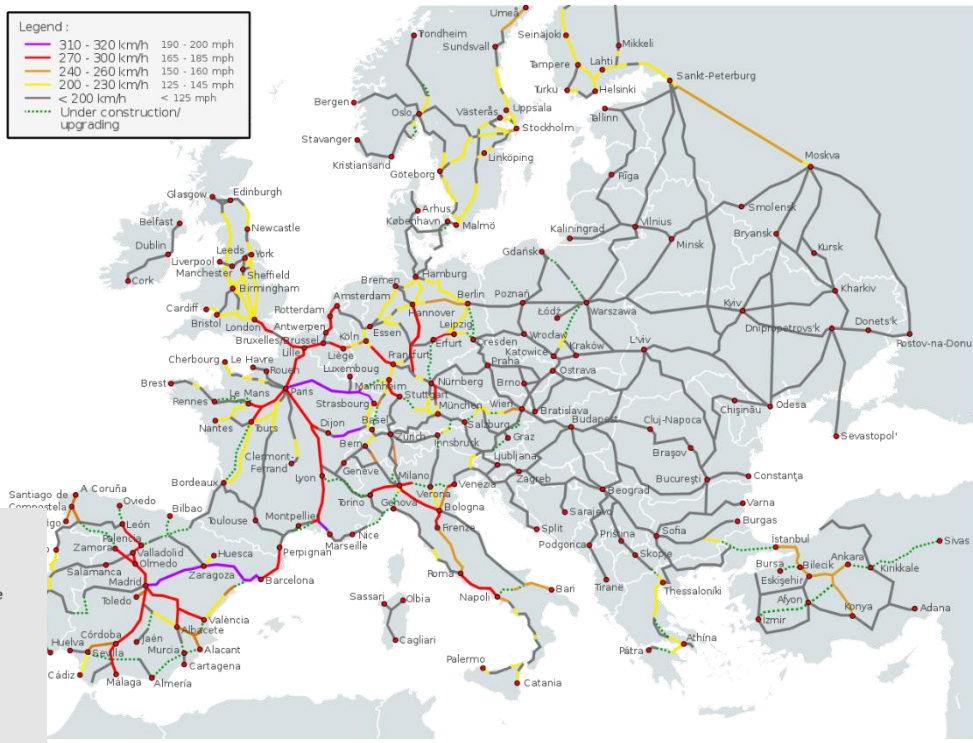 Legend :
310 - 320 km/h 190 - 200 mph
270 - 300 km/h 165 - 185 mph
240 - 260 km/h 150 - 160 mph
200 - 230 km/h 125 - 145 mph
< 200 km/h < 125 mph
Under construction/
upgrading
Umeå
Trondheim
Sundsvall
Seinäjoki
Mikkeli
Tampere
Lahti
Turku
Helsinki
Sankt-Peterburg
Tallinn
Bergen
Oslo
Västerås
Uppsala
Stockholm
Stavanger
Kristiansand
Linköping
Göteborg
Rīga
Moskva
Glasgow
Edinburgh
Belfast
Newcastle
Dublin
Leeds
York
Liverpool
Manchester
Sheffield
Cork
Birmingham
Cardiff
Bristol
London
Arhus
København
Malmö
Kaliningrad
Vilnius
Smolensk
Minsk
Bryansk
Kursk
Gdańsk
Hamburg
Bremen
Amsterdam
Berlin
Poznań
Rotterdam
Hannover
Łódź
Warszawa
Kyiv
Kharkiv
Antwerpen
Essen
Leipzig
Dnipropetrovs'k
Donets'k
Bruxelles/Brussel
Köln
Erfurt
Dresden
Wrocław
Rostov-na-Donu
Lille
Liège
Frankfurt
Katowice
Kraków
L'viv
Cherbourg
Le Havre
Rouen
Luxembourg
Praha
Ostrava
Brest
Le Mans
Paris
Mannheim
Nürnberg
Brno
Rennes
Strasbourg
Stuttgart
Nantes
Tours
Dijon
Basel
München
Wien
Bratislava
Chişinău
Odesa
Zürich
Salzburg
Budapest
Cluj-Napoca
Bern
Innsbruck
Graz
Sevastopol'
Clermont-
Ferrand
Genève
Ljubljana
Braşov
Lyon
Milano
Zagreb
Bordeaux
Torino
Verona
Venezia
Beograd
Bucureşti
Constanţa
Santiago de
Compostela
A Coruña
Oviedo
Bilbao
Genova
Bologna
Sarajevo
Varna
León
Toulouse
Montpellier
Nice
Firenze
Split
Sofia
Burgas
Palencia
Marseille
Podgorica
Zamora
Valladolid
Huesca
Perpignan
Skopje
İstanbul
Ankara
Sivas
Olmedo
Salamanca
Zaragoza
Roma
Bursa
Bilecik
Kırıkkale
Madrid
Barcelona
Bari
Tiranë
Thessaloniki
Eskişehir
Toledo
Sassari
Olbia
Napoli
Afyon
València
İzmir
Konya
Adana
Córdoba
Albacete
Cagliari
Huelva
Jaén
Murcia
Alacant
Pátra
Athína
Sevilla
Cartagena
Palermo
Cádiz
Málaga
Almería
Catania